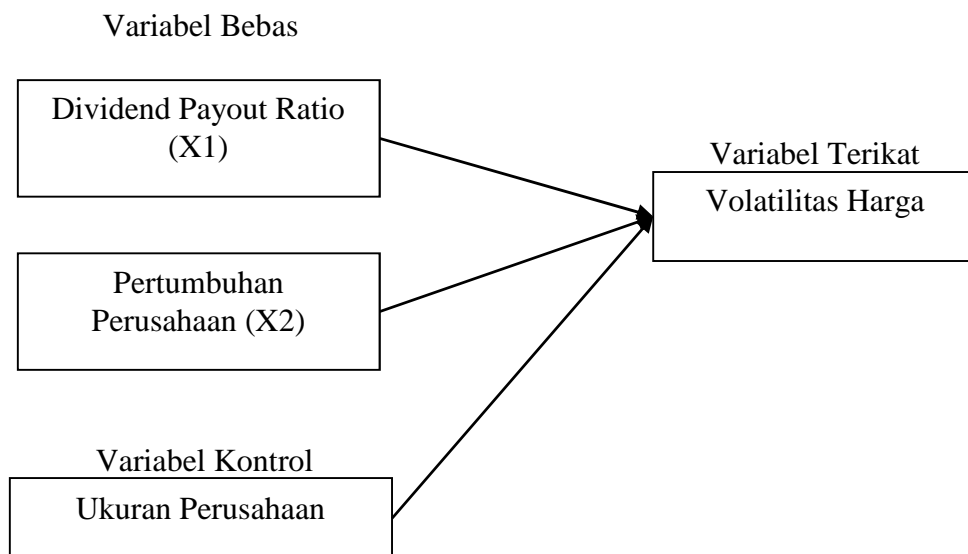 Variabel Bebas
Dividend Payout Ratio
(X1)
Variabel Terikat
Volatilitas Harga
Pertumbuhan
Perusahaan (X2)
Variabel Kontrol
Ukuran Perusahaan